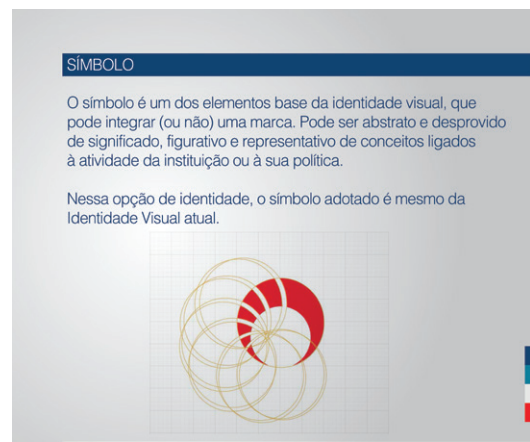 SÍMBOLO
O símbolo é um dos elementos base da identidade visual, que
pode integrar (ou não) uma marca. Pode ser abstrato e desprovido
de significado, figurativo e representativo de conceitos ligados
à atividade da instituição ou à sua política.
Nessa opção de identidade, o símbolo adotado é mesmo da
Identidade Visual atual.